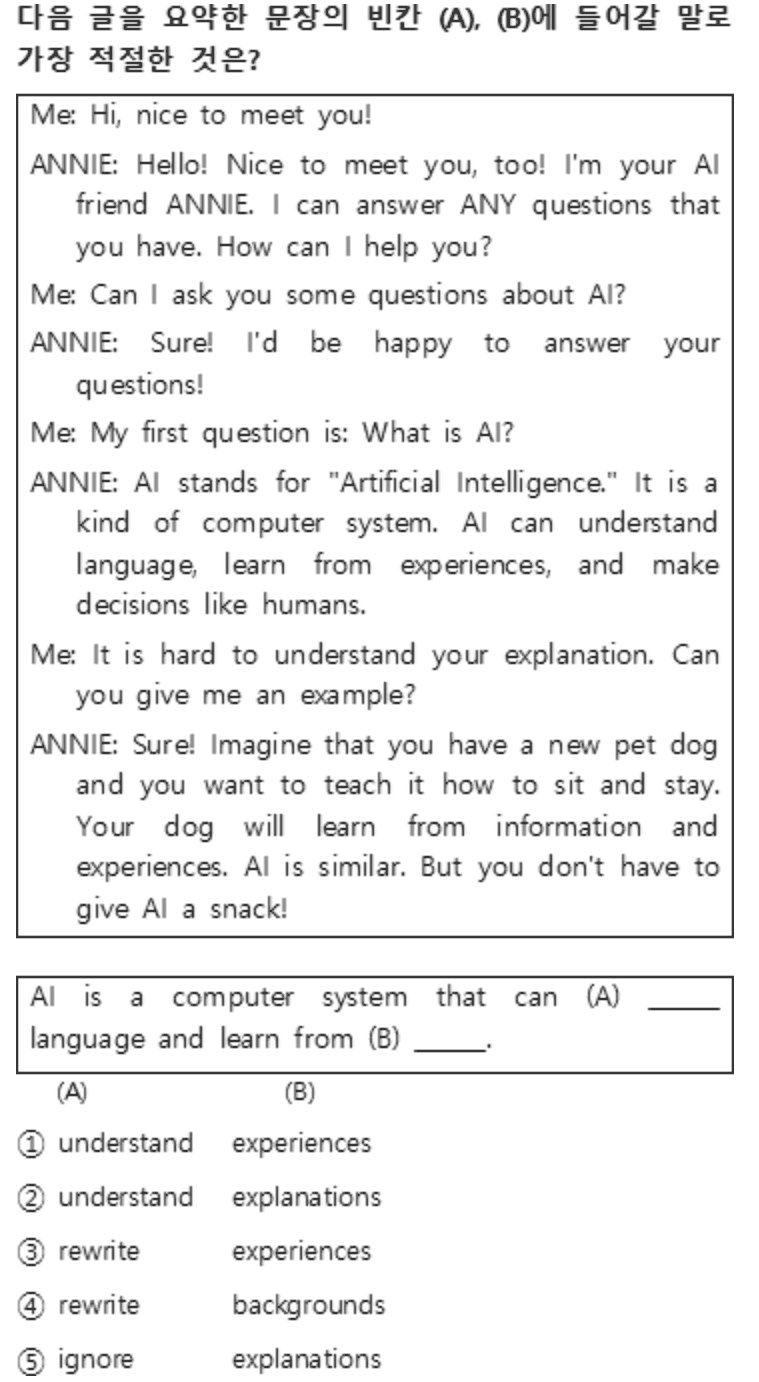 다음 글을 요약한 문장의 빈칸 (A), (B)에 들어갈 말로
가장 적절한 것은?
Me: Hi, nice to meet you!
ANNIE: Hello! Nice to meet you, too! I'm your AI
friend ANNIE. I can answer ANY questions that
you have. How can I help you?
Me: Can I ask you some questions about AI?
ANNIE: Sure! I'd be happy to answer your
questions!
Me: My first question is: What is AI?
ANNIE: AI stands for "Artificial Intelligence." It is a
kind of computer system. AI can understand
language, learn from experiences, and make
decisions like humans.
Me: It is hard to understand your explanation. Can
you give me an example?
ANNIE: Sure! Imagine that you have a new pet dog
and you want to teach it how to sit and stay.
Your dog will learn from information and
experiences. AI is similar. But you don't have to
give AI a snack!
AI is a computer system that can (A) _____
language and learn from (B) _____.
(A) (B)
① understand experiences
② understand explanations
③ rewrite experiences
④ rewrite backgrounds
⑤ ignore explanations